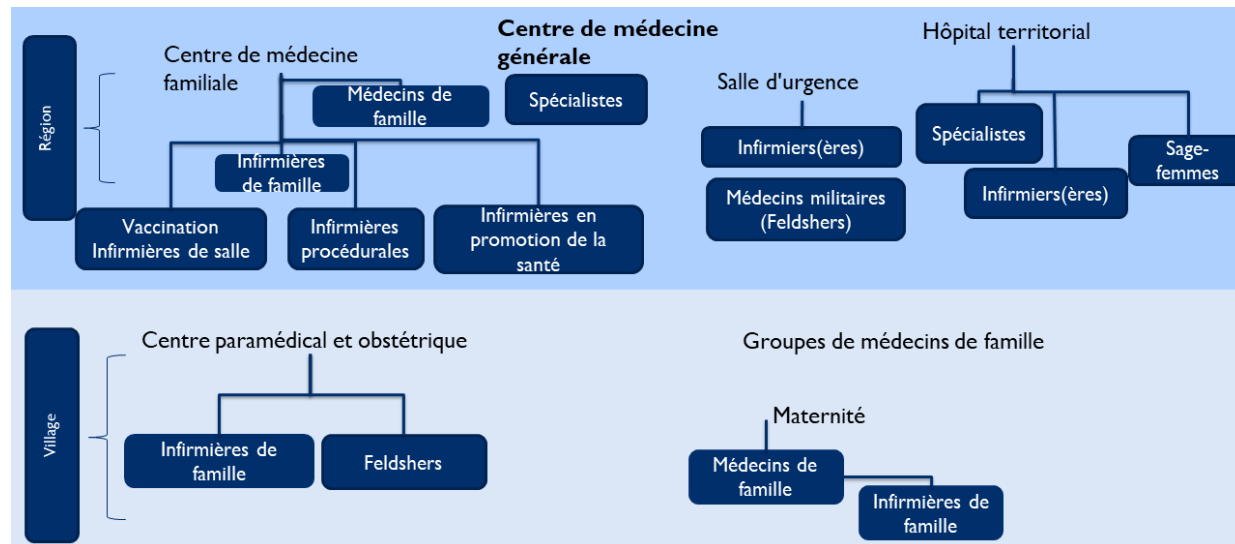 Région
Centre de médecine
familiale
Médecins de
famille
Infirmières
de famille
Vaccination
Infirmières de salle
Infirmières
procédurales
Infirmières en
promotion de la
santé
Centre de médecine
générale
Spécialistes
Salle d'urgence
Infirmiers(ères)
Médecins militaires
(Feldshers)
Hôpital territorial
Spécialistes
Infirmiers(ères)
Sage-
femmes
Village
Centre paramédical et obstétrique
Infirmières de
famille
Feldshers
Groupes de médecins de famille
Maternité
Médecins de
famille
Infirmières de
famille